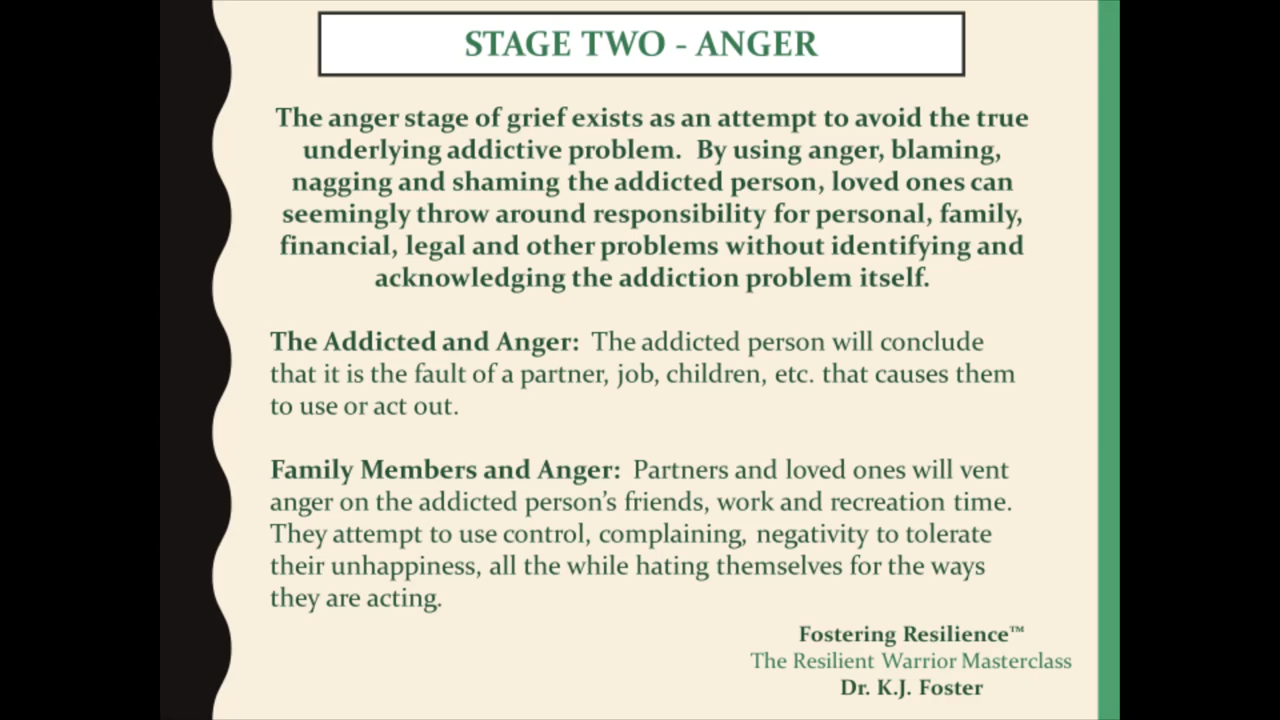 STAGE TWO - ANGER
The anger stage of grief exists as an attempt to avoid the true
underlying addictive problem.  By using anger, blaming,
nagging and shaming the addicted person, loved ones can
seemingly throw around responsibility for personal, family,
financial, legal and other problems without identifying and
acknowledging the addiction problem itself.
The Addicted and Anger:  The addicted person will conclude
that it is the fault of a partner, job, children, etc. that causes them
to use or act out.
Family Members and Anger:  Partners and loved ones will vent
anger on the addicted person’s friends, work and recreation time.
They attempt to use control, complaining, negativity to tolerate
their unhappiness, all the while hating themselves for the ways
they are acting.
Fostering Resilience™
The Resilient Warrior Masterclass
Dr. K.J. Foster